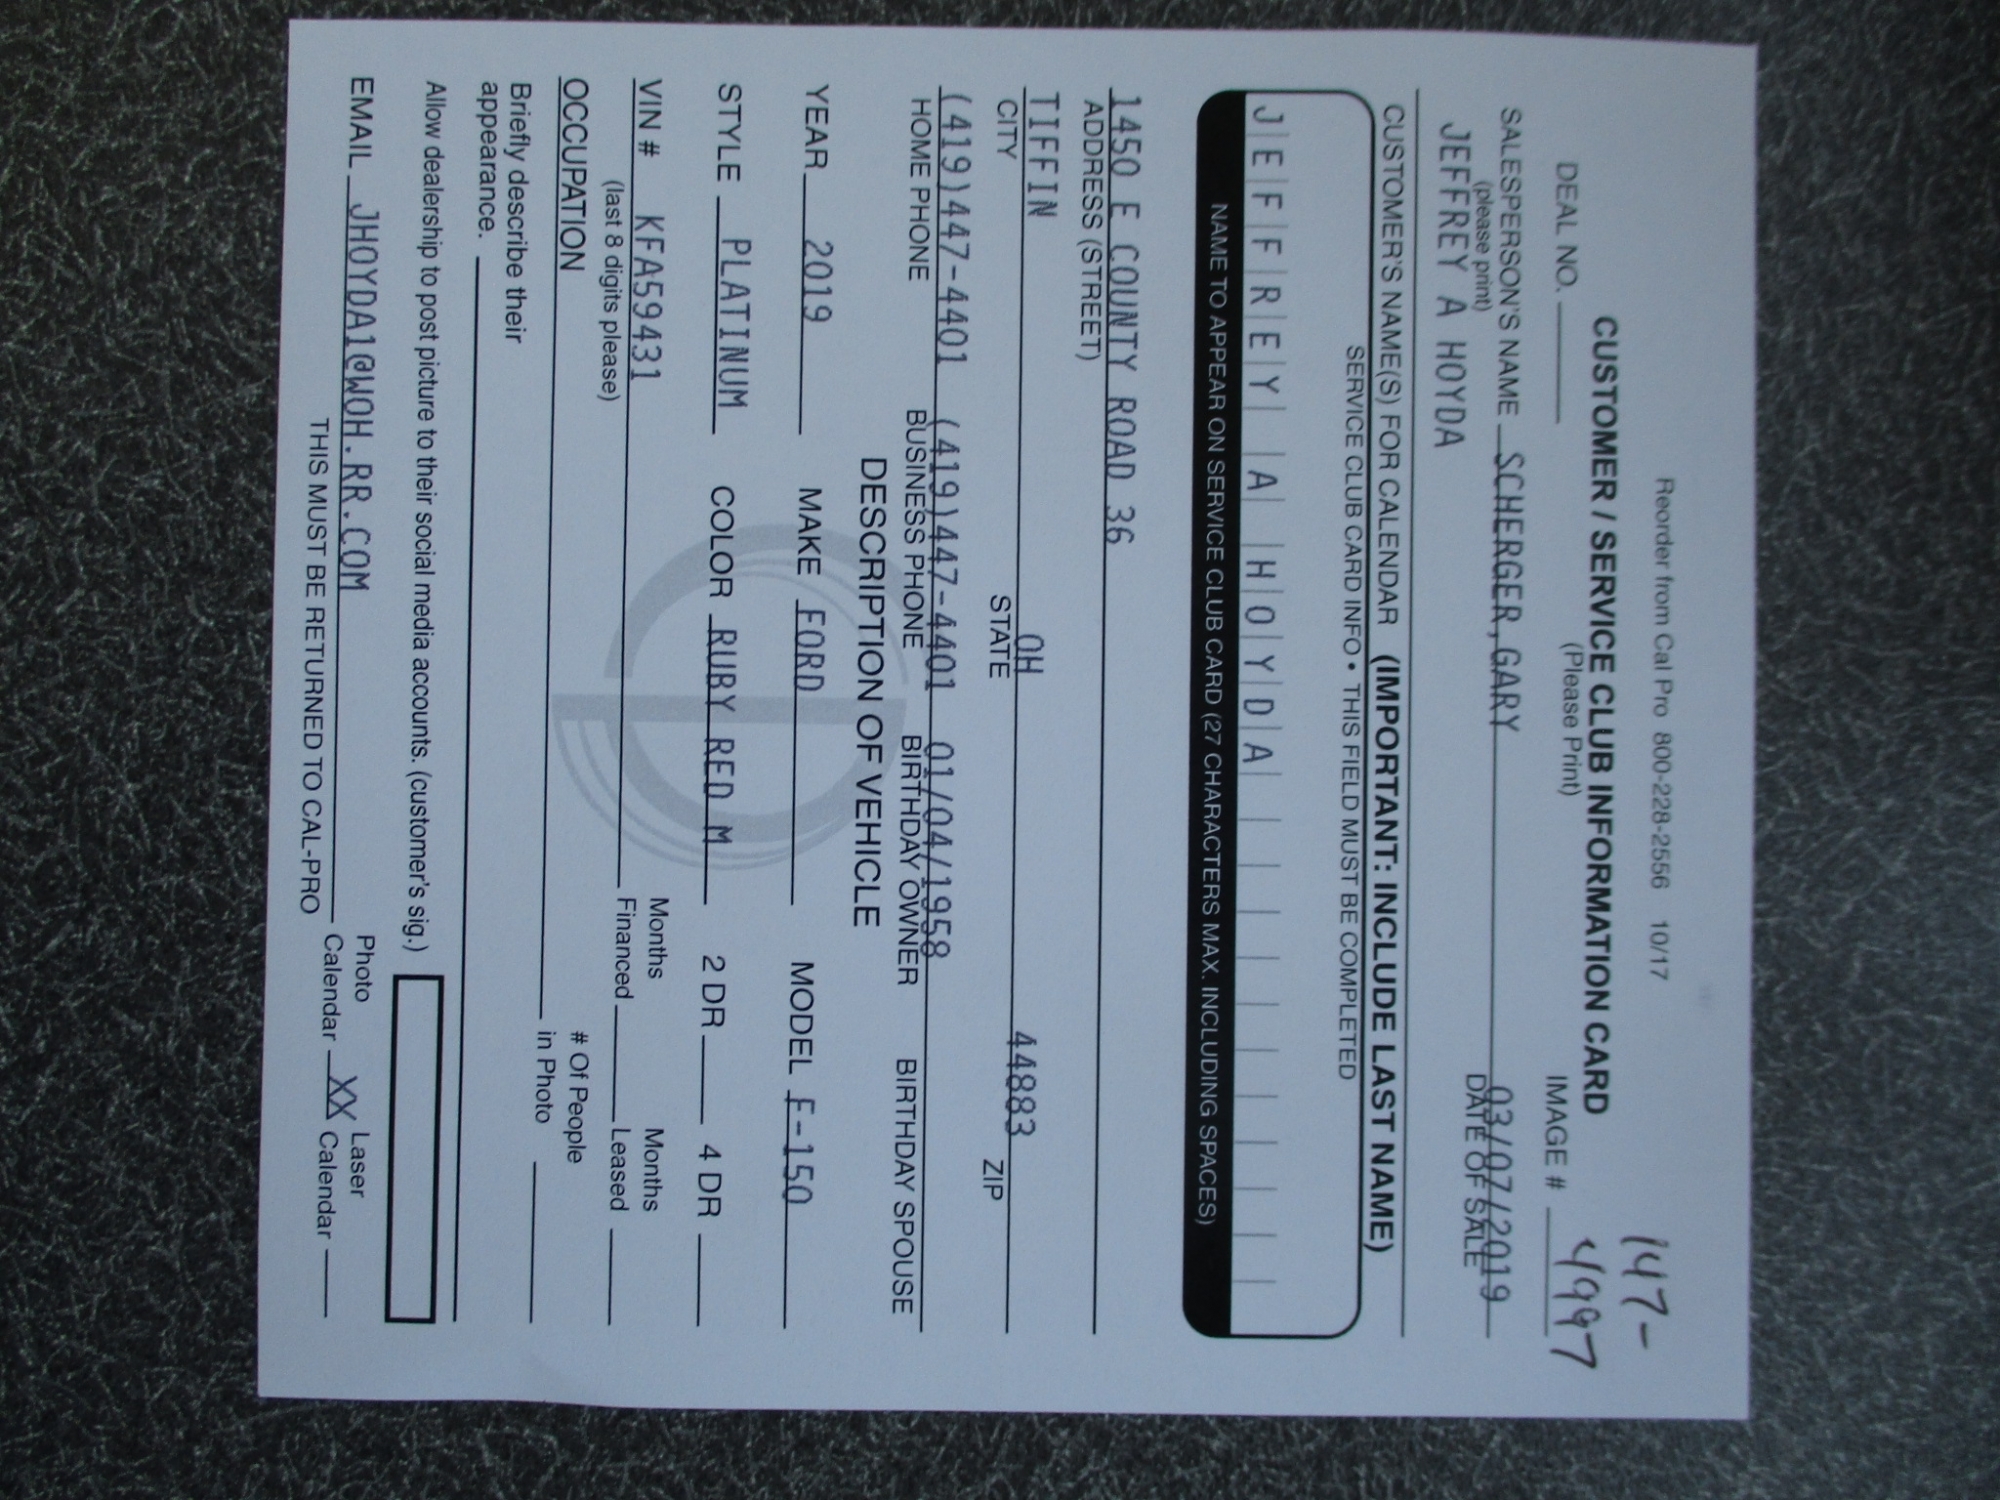 Reorder from Cal Pro 800-228-2556 10/17
CUSTOMER / SERVICE CLUB INFORMATION CARD
(Please Print)
147-
4997
DEAL NO.
IMAGE #
SALESPERSON'S NAME SCHERGER, GARY 03/07/2019
(please print) DATE OF SALE
JEFFREY A HOYDA
CUSTOMER'S NAME(S) FOR CALENDAR (IMPORTANT: INCLUDE LAST NAME)
SERVICE CLUB CARD INFO • THIS FIELD MUST BE COMPLETED
JEFFREY A HOYDA
NAME TO APPEAR ON SERVICE CLUB CARD (27 CHARACTERS MAX. INCLUDING SPACES)
1450 E COUNTY ROAD 36
ADDRESS (STREET)
TIFFIN OH 44883
CITY STATE ZIP
(419)447-4401 (419)447-4401 01/04/1958
HOME PHONE BUSINESS PHONE BIRTHDAY OWNER BIRTHDAY SPOUSE
DESCRIPTION OF VEHICLE
YEAR 2019 MAKE FORD MODEL F-150
STYLE PLATINUM COLOR RUBY RED M 2 DR 4 DR
VIN # KFA59431 Months Financed Months Leased
(last 8 digits please)
OCCUPATION # Of People in Photo
Briefly describe their
appearance.
Allow dealership to post picture to their social media accounts. (customer's sig.)
EMAIL JHOYDA1@WOH.RR.COM Photo Calendar XX Laser Calendar
THIS MUST BE RETURNED TO CAL-PRO